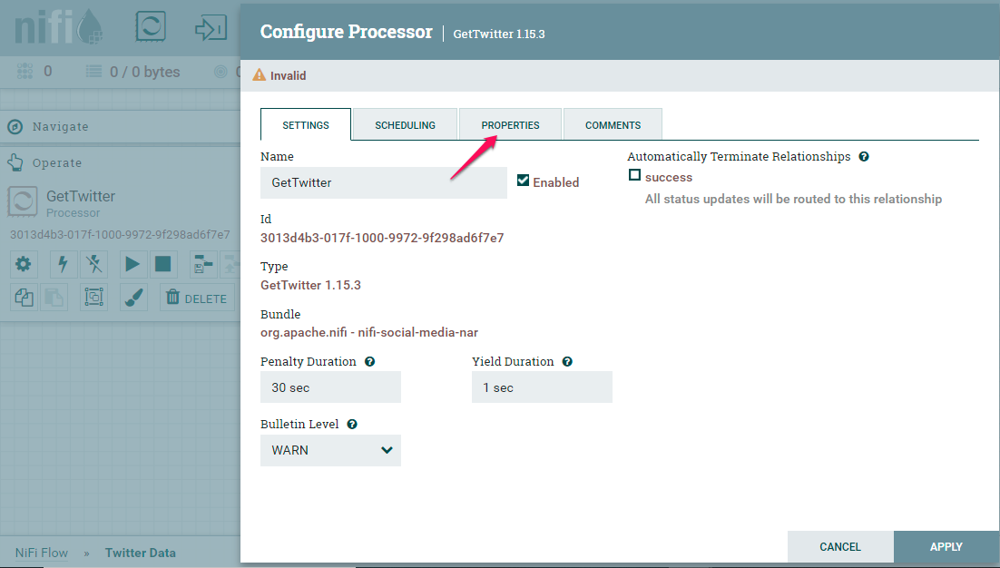 nifi
Configure Processor
GetTwitter 1.15.3
0
0 / 0 bytes
Invalid
Navigate
Operate
GetTwitter
Processor
3013d4b3-017f-1000-9972-9f298ad6f7e7
DELETE
NiFi Flow » Twitter Data
SETTINGS
SCHEDULING
PROPERTIES
COMMENTS
Name
GetTwitter
Enabled
Id
3013d4b3-017f-1000-9972-9f298ad6f7e7
Type
GetTwitter 1.15.3
Bundle
org.apache.nifi - nifi-social-media-nar
Penalty Duration
30 sec
Yield Duration
1 sec
Bulletin Level
WARN
Automatically Terminate Relationships
success
All status updates will be routed to this relationship
CANCEL
APPLY